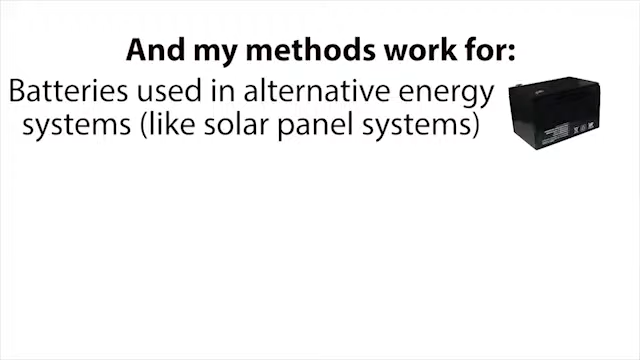 And my methods work for:
Batteries used in alternative energy
systems (like solar panel systems)